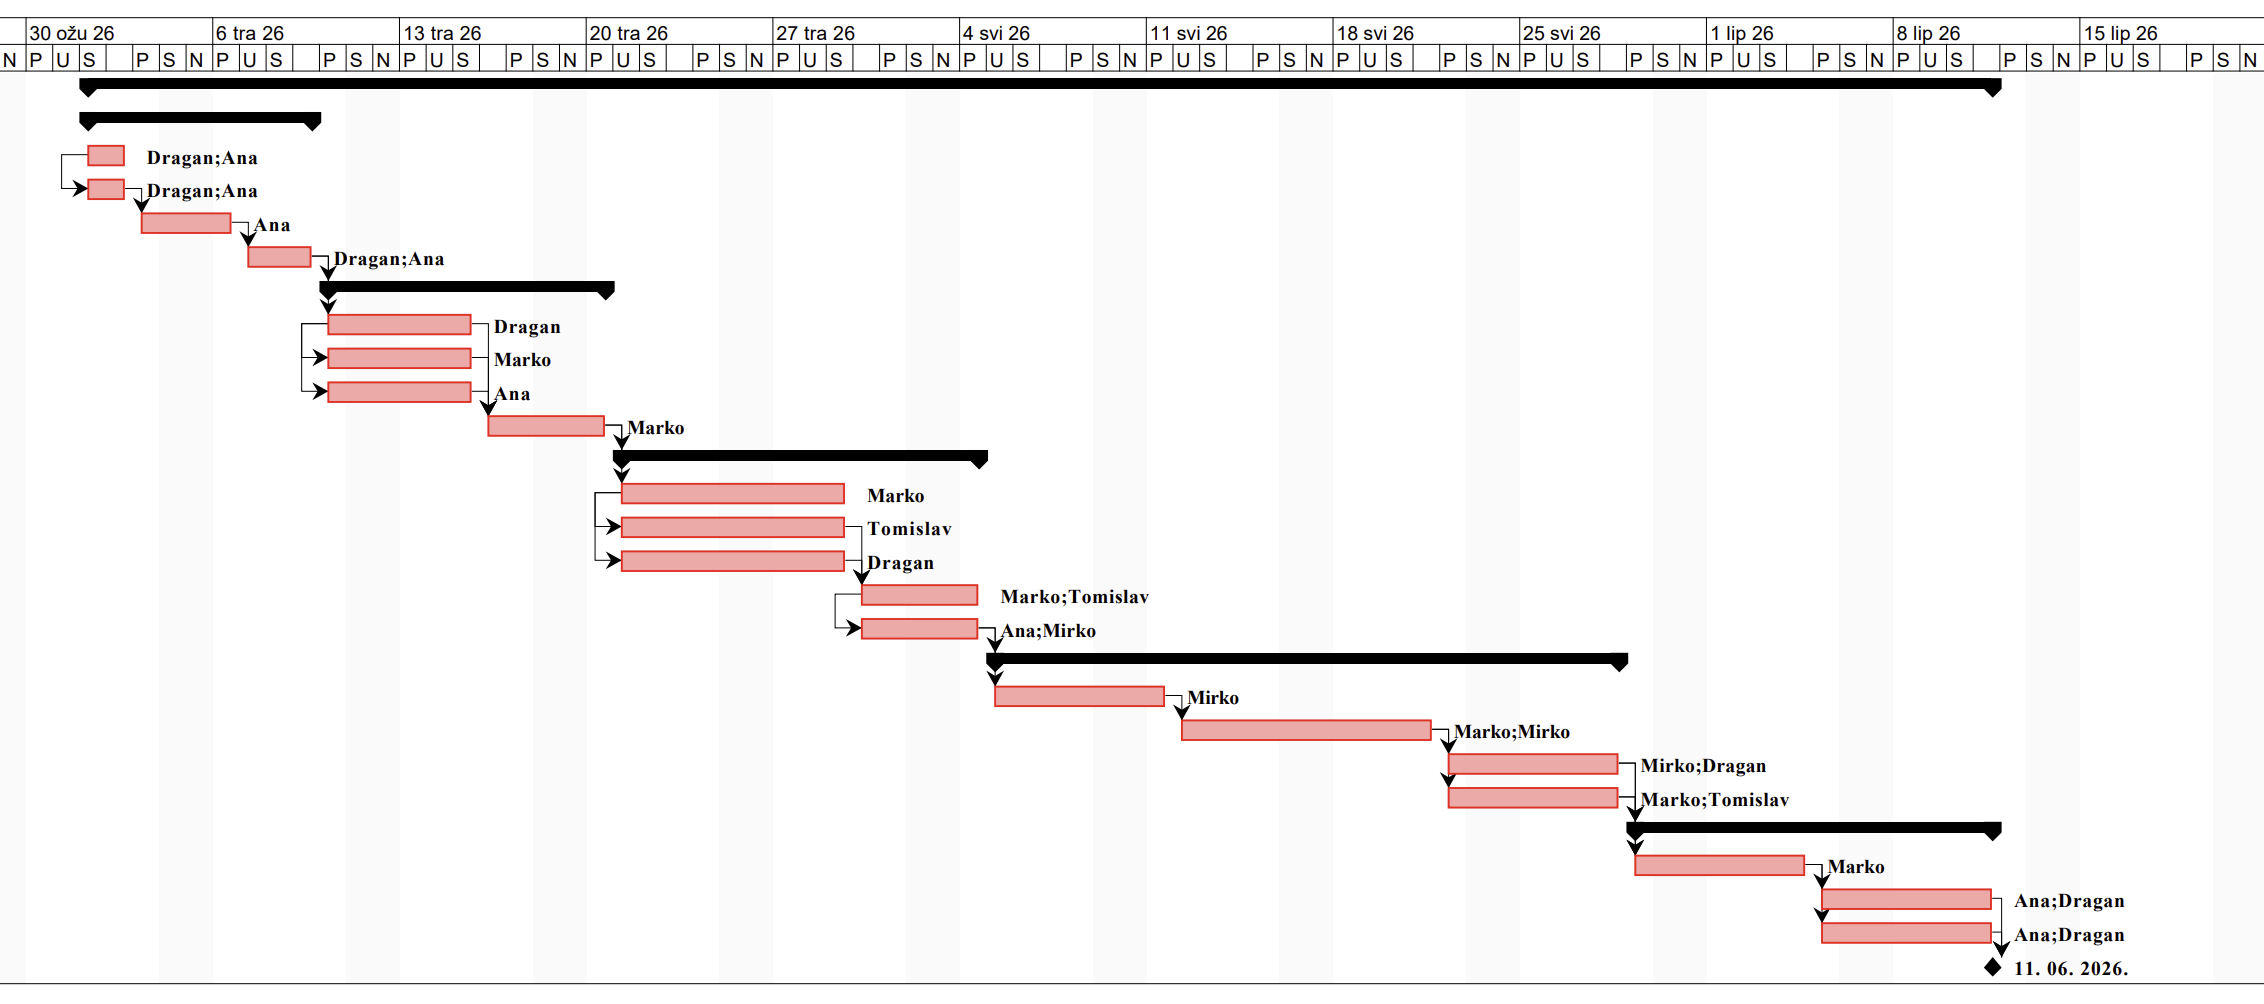 30 ožu 26 6 tra 26 13 tra 26 20 tra 26 27 tra 26 4 svi 26 11 svi 26 18 svi 26 25 svi 26 1 lip 26 8 lip 26 15 lip 26
N P U S P S N P U S P S N P U S P S N P U S P S N P U S P S N P U S P S N P U S P S N P U S P S N P U S P S N P U S P S N P U S P S N P U S P S N
Dragan;Ana
Dragan;Ana
Ana
Dragan;Ana
Dragan
Marko
Ana
Marko
Marko
Tomislav
Dragan
Marko;Tomislav
Ana;Mirko
Mirko
Marko;Mirko
Mirko;Dragan
Marko;Tomislav
Marko
Ana;Dragan
Ana;Dragan
11. 06. 2026.